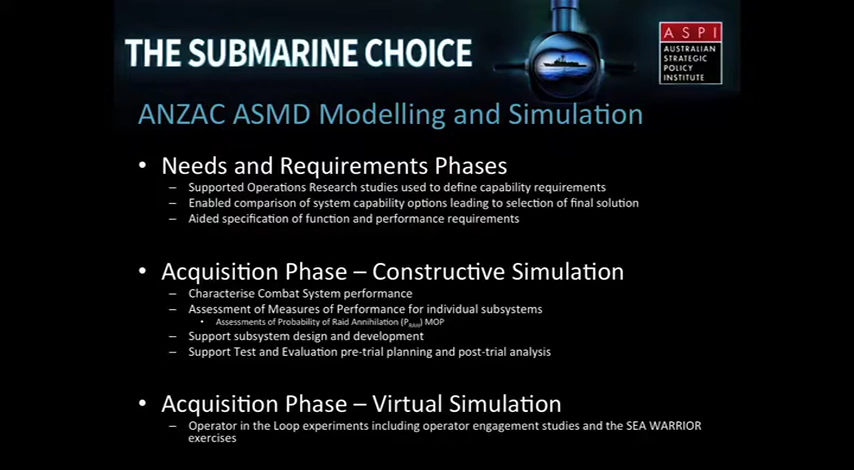 THE SUBMARINE CHOICE
ASPI
AUSTRALIAN
STRATEGIC
POLICY
INSTITUTE
ANZAC ASMD Modelling and Simulation
• Needs and Requirements Phases
– Supported Operations Research studies used to define capability requirements
– Enabled comparison of system capability options leading to selection of final solution
– Aided specification of function and performance requirements
• Acquisition Phase – Constructive Simulation
– Characterise Combat System performance
– Assessment of Measures of Performance for individual subsystems
• Assessments of Probability of Raid Annihilation (PRAH) MOP
– Support subsystem design and development
– Support Test and Evaluation pre-trial planning and post-trial analysis
• Acquisition Phase – Virtual Simulation
– Operator in the Loop experiments including operator engagement studies and the SEA WARRIOR
exercises